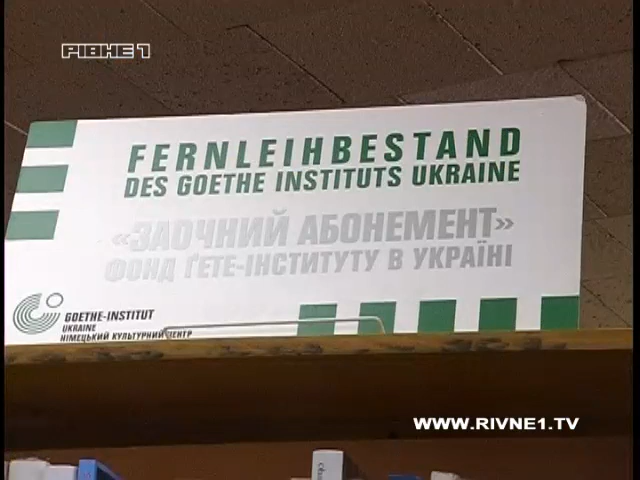 РІВНЕ 1
FERNLEIHBESTAND
DES GOETHE INSTITUTS UKRAINE
«ЗАОЧНИЙ АБОНЕМЕНТ»
ФОНД ҐЕТЕ-ІНСТИТУТУ В УКРАЇНІ
GOETHE-INSTITUT
UKRAINE
НІМЕЦЬКИЙ КУЛЬТУРНИЙ ЦЕНТР
WWW.RIVNE1.TV